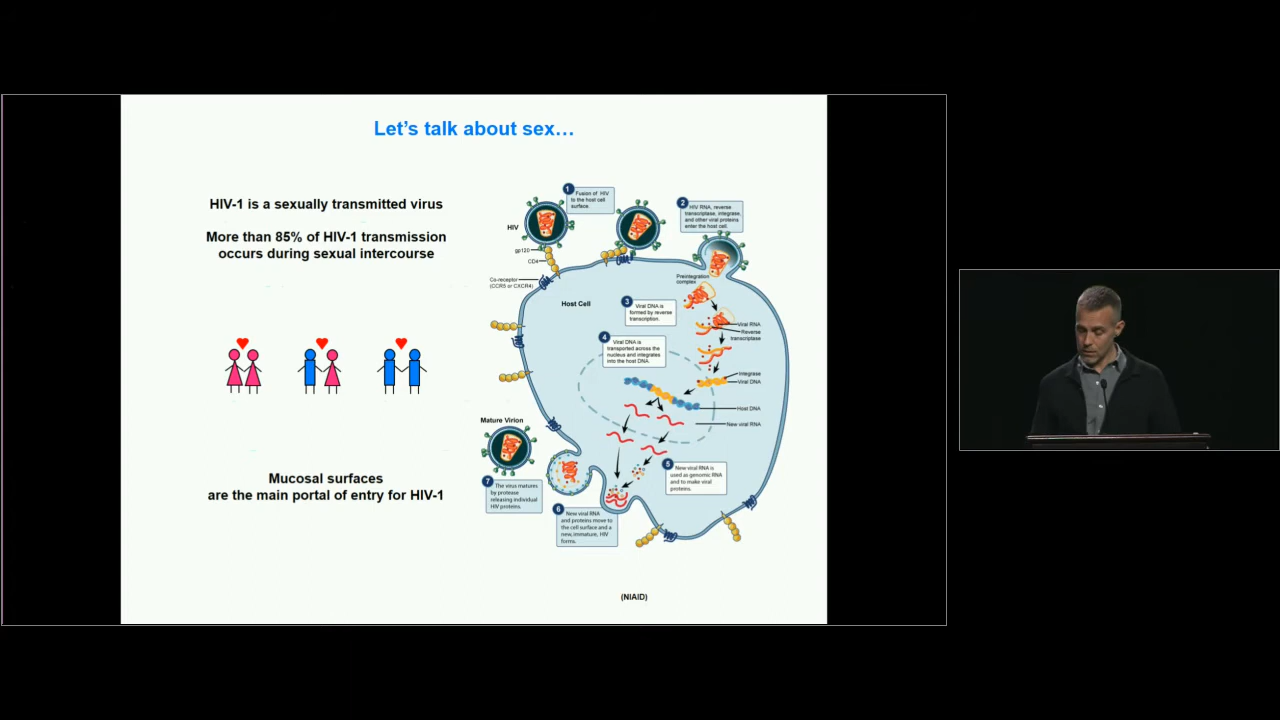 Let's talk about sex…
HIV-1 is a sexually transmitted virus
More than 85% of HIV-1 transmission
occurs during sexual intercourse
Mucosal surfaces
are the main portal of entry for HIV-1
1
Fusion of HIV
to the host cell
surface.
2
HIV RNA, reverse
transcriptase, integrase,
and other viral proteins
enter the host cell.
HIV
gp120
CD4
Co-receptor
(CCR5 or CXCR4)
Host Cell
Preintegration
complex
3
Viral DNA is
formed by reverse
transcription.
Viral RNA
Reverse
transcriptase
4
Viral DNA is
transported across the
nucleus and integrates
into the host DNA.
Integrase
Viral DNA
Host DNA
New viral RNA
Mature Virion
5
New viral RNA is
used as genomic RNA
and to make viral
proteins.
7
The virus matures
by protease
releasing individual
HIV proteins.
6
New viral RNA
and proteins move to
the cell surface and a
new, immature, HIV
forms.
(NIAID)